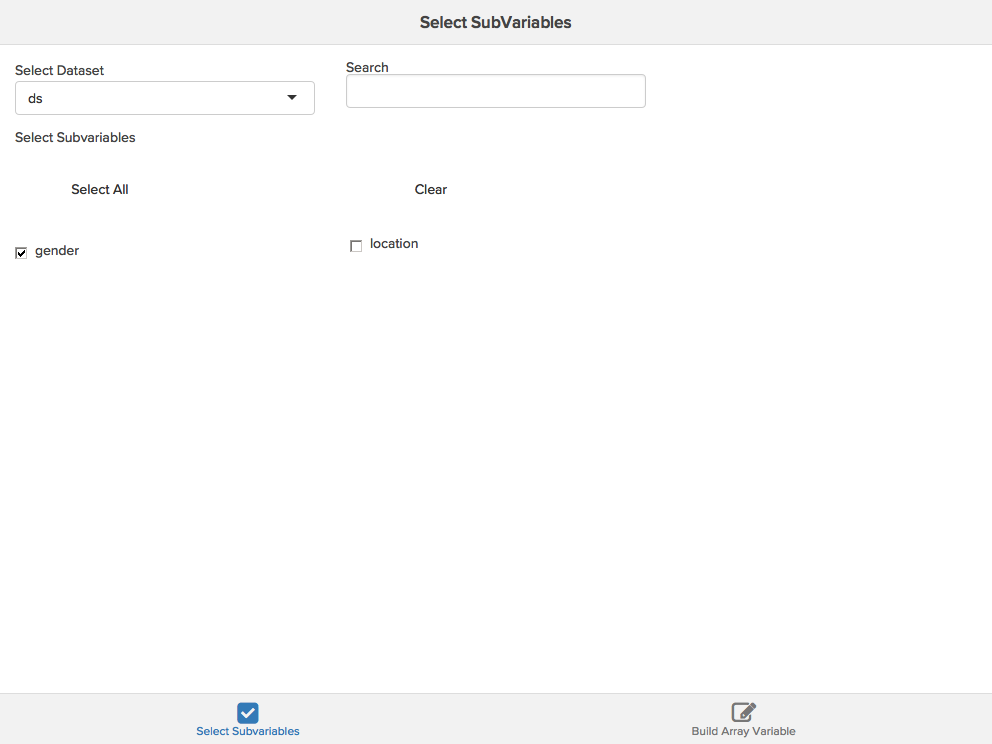 Select SubVariables
Select Dataset
Search
ds
Select Subvariables
Select All
Clear
gender
location
Select Subvariables
Build Array Variable